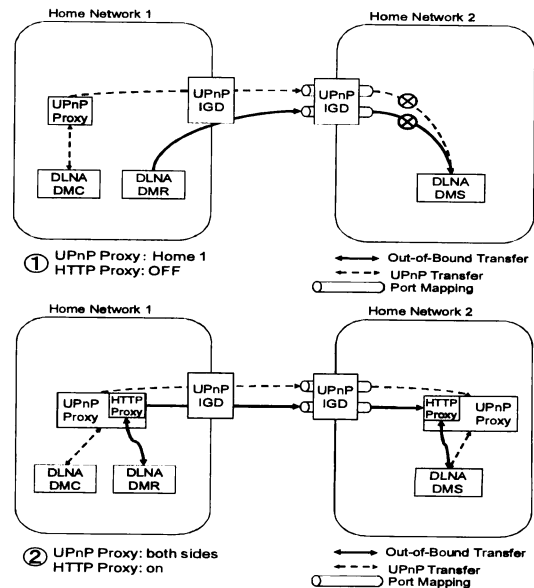 Home Network 1
Home Network 2
UPnP
IGD
UPnP
IGD
UPnP
Proxy
DLNA
DMC
DLNA
DMR
DLNA
DMS
① UPnP Proxy: Home 1
HTTP Proxy: OFF
Out-of-Bound Transfer
UPnP Transfer
Port Mapping
Home Network 1
Home Network 2
UPnP
IGD
UPnP
IGD
UPnP
Proxy
HTTP
Proxy
HTTP
Proxy
UPnP
Proxy
DLNA
DMC
DLNA
DMR
DLNA
DMS
② UPnP Proxy: both sides
HTTP Proxy: on
Out-of-Bound Transfer
UPnP Transfer
Port Mapping